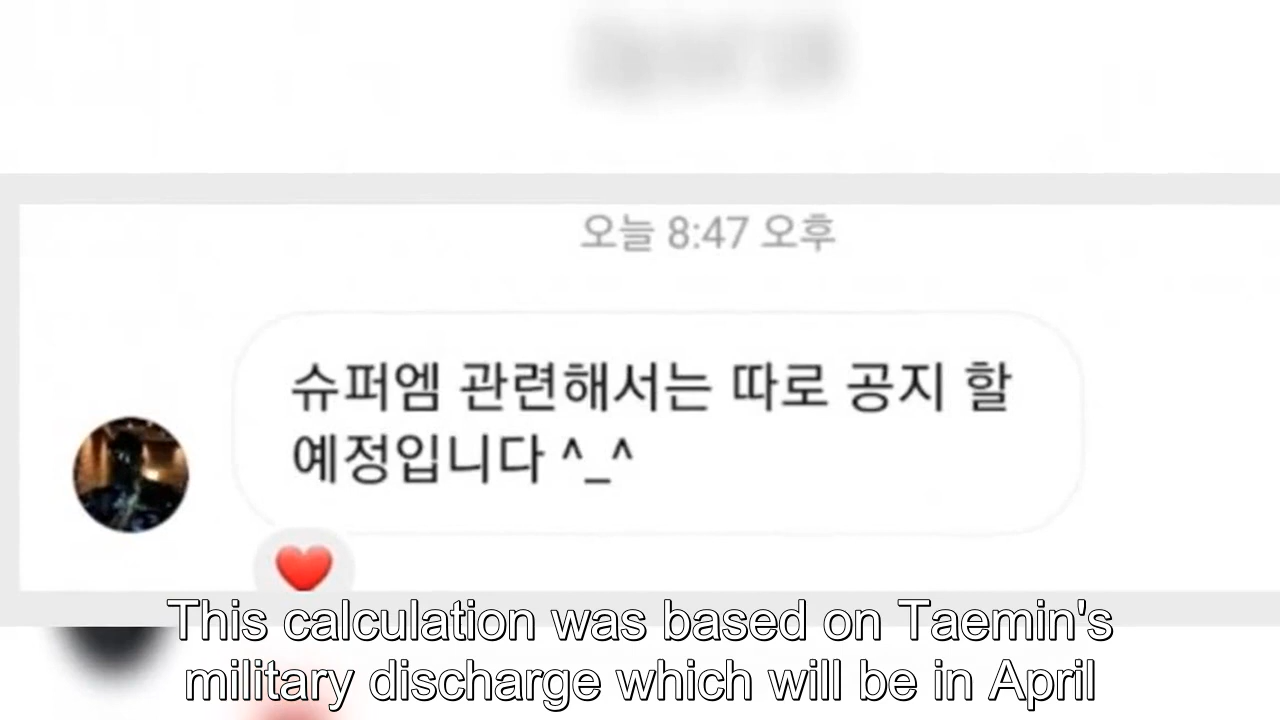 오늘 8:47 오후
슈퍼엠 관련해서는 따로 공지 할
예정입니다 ^_^
This calculation was based on Taemin's
military discharge which will be in April